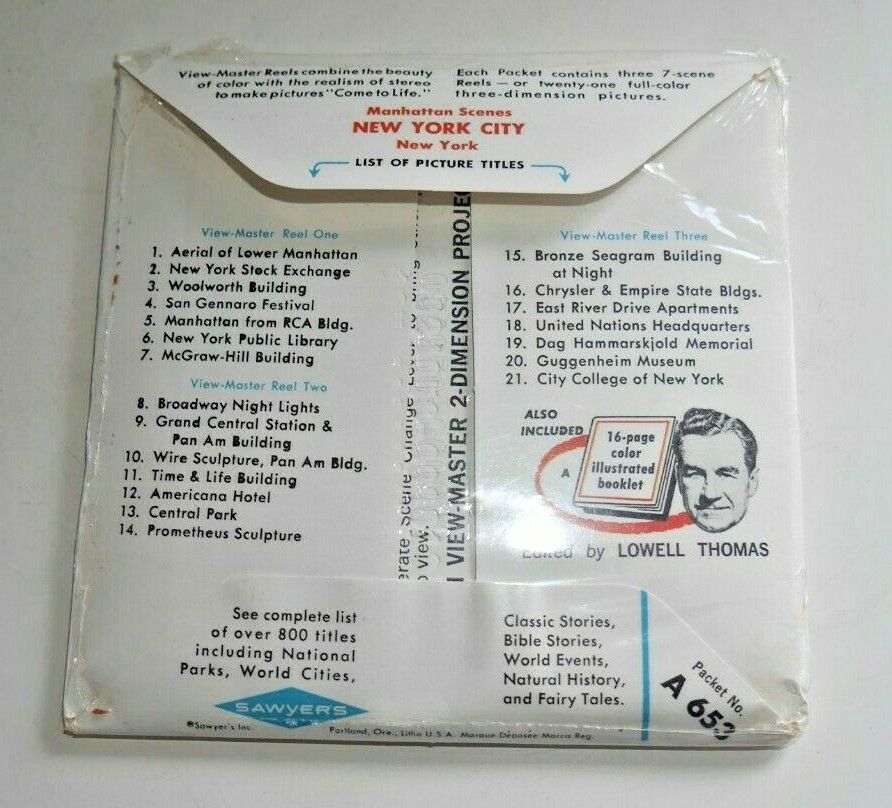 View-Master Reels combine the beauty
of color with the realism of stereo
to make pictures "Come to Life."
Each Packet contains three 7-scene
Reels — or twenty-one full-color
three-dimension pictures.
Manhattan Scenes
NEW YORK CITY
New York
LIST OF PICTURE TITLES
View-Master Reel One
1. Aerial of Lower Manhattan
2. New York Stock Exchange
3. Woolworth Building
4. San Gennaro Festival
5. Manhattan from RCA Bldg.
6. New York Public Library
7. McGraw-Hill Building
View-Master Reel Two
8. Broadway Night Lights
9. Grand Central Station &
Pan Am Building
10. Wire Sculpture, Pan Am Bldg.
11. Time & Life Building
12. Americana Hotel
13. Central Park
14. Prometheus Sculpture
erate Scene Change Lever to bring
view.
VIEW-MASTER 2-DIMENSION PROJEC
View-Master Reel Three
15. Bronze Seagram Building
at Night
16. Chrysler & Empire State Bldgs.
17. East River Drive Apartments
18. United Nations Headquarters
19. Dag Hammarskjold Memorial
20. Guggenheim Museum
21. City College of New York
ALSO
INCLUDED
A
16-page
color
illustrated
booklet
Edited by LOWELL THOMAS
See complete list
of over 800 titles
including National
Parks, World Cities,
Classic Stories,
Bible Stories,
World Events,
Natural History,
and Fairy Tales.
Packet No.
A 653
SAWYER'S
©Sawyer's Inc.
Portland, Ore., Litho U.S.A. Marque Déposée Marca Reg.